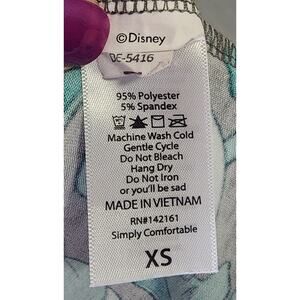 ©Disney
DE-5416
95% Polyester
5% Spandex
Machine Wash Cold
Gentle Cycle
Do Not Bleach
Hang Dry
Do Not Iron
or you'll be sad
MADE IN VIETNAM
RN#142161
Simply Comfortable
XS